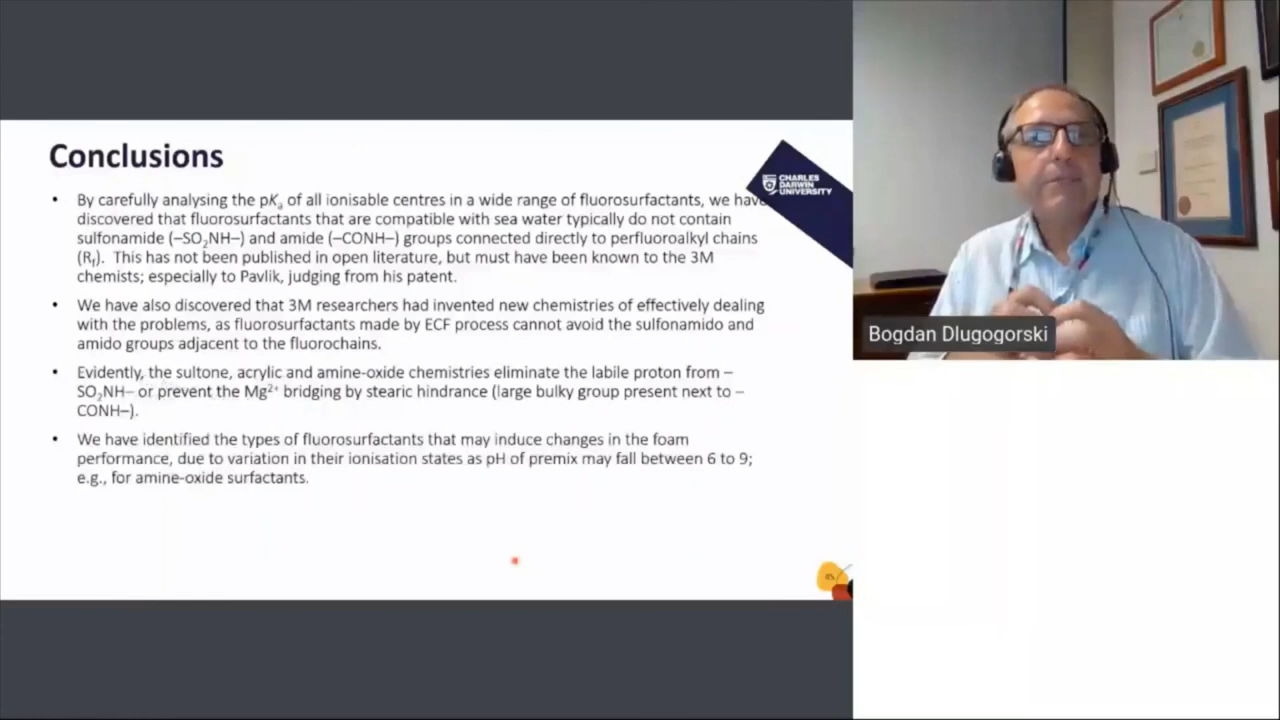 Conclusions
• By carefully analysing the pKa of all ionisable centres in a wide range of fluorosurfactants, we have
discovered that fluorosurfactants that are compatible with sea water typically do not contain
sulfonamide (–SO₂NH–) and amide (–CONH–) groups connected directly to perfluoroalkyl chains
(Rf). This has not been published in open literature, but must have been known to the 3M
chemists; especially to Pavlik, judging from his patent.
• We have also discovered that 3M researchers had invented new chemistries of effectively dealing
with the problems, as fluorosurfactants made by ECF process cannot avoid the sulfonamido and
amido groups adjacent to the fluorochains.
• Evidently, the sultone, acrylic and amine-oxide chemistries eliminate the labile proton from –
SO₂NH– or prevent the Mg²⁺ bridging by stearic hindrance (large bulky group present next to –
CONH–).
• We have identified the types of fluorosurfactants that may induce changes in the foam
performance, due to variation in their ionisation states as pH of premix may fall between 6 to 9;
e.g., for amine-oxide surfactants.
CHARLES
DARWIN
UNIVERSITY
45
Bogdan Dlugogorski